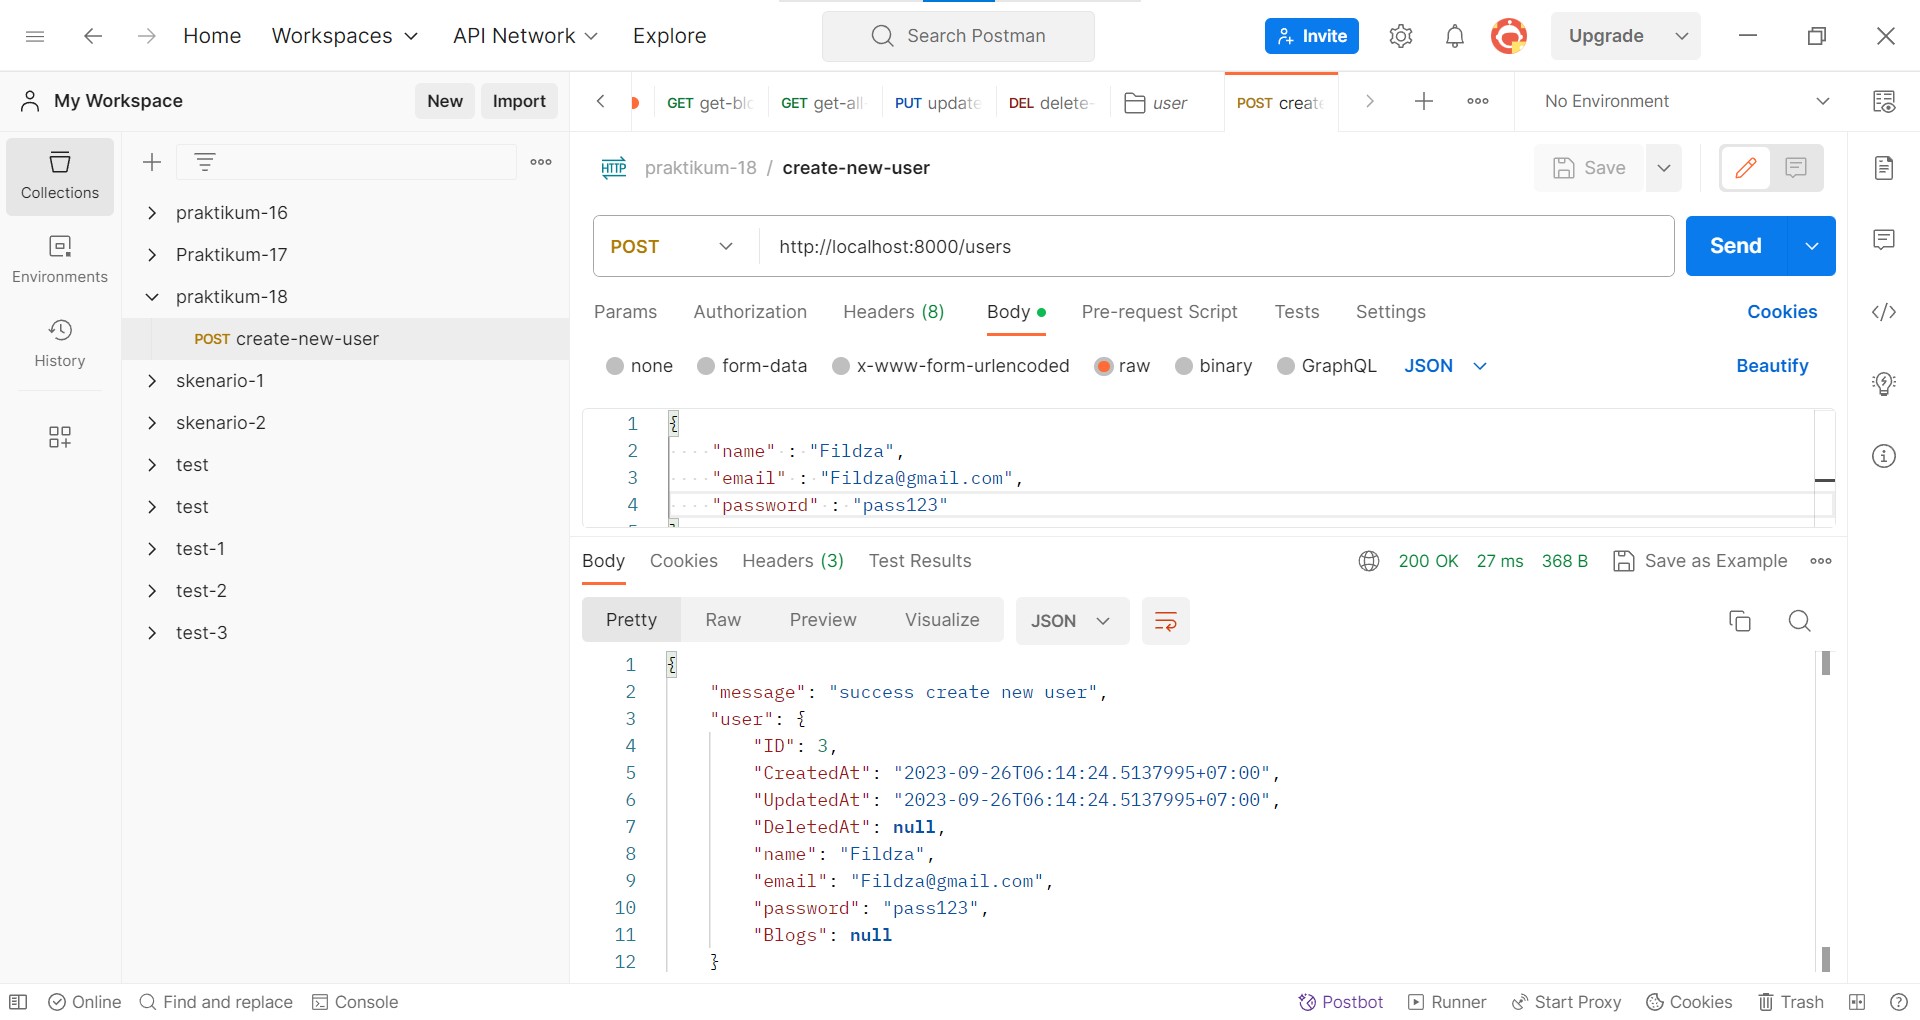 Home Workspaces API Network Explore Search Postman Invite Upgrade
My Workspace New Import
GET get-blo GET get-all- PUT update DEL delete- user POST create No Environment
Collections
Environments
History
praktikum-16
Praktikum-17
praktikum-18
POST create-new-user
skenario-1
skenario-2
test
test
test-1
test-2
test-3
HTTP praktikum-18 / create-new-user Save
POST http://localhost:8000/users Send
Params Authorization Headers (8) Body Pre-request Script Tests Settings Cookies
none form-data x-www-form-urlencoded raw binary GraphQL JSON Beautify
1 {
2 "name" : "Fildza",
3 "email" : "Fildza@gmail.com",
4 "password" : "pass123"
5 }
Body Cookies Headers (3) Test Results 200 OK 27 ms 368 B Save as Example
Pretty Raw Preview Visualize JSON
1 {
2 "message": "success create new user",
3 "user": {
4 "ID": 3,
5 "CreatedAt": "2023-09-26T06:14:24.5137995+07:00",
6 "UpdatedAt": "2023-09-26T06:14:24.5137995+07:00",
7 "DeletedAt": null,
8 "name": "Fildza",
9 "email": "Fildza@gmail.com",
10 "password": "pass123",
11 "Blogs": null
12 }
Online Find and replace Console Postbot Runner Start Proxy Cookies Trash